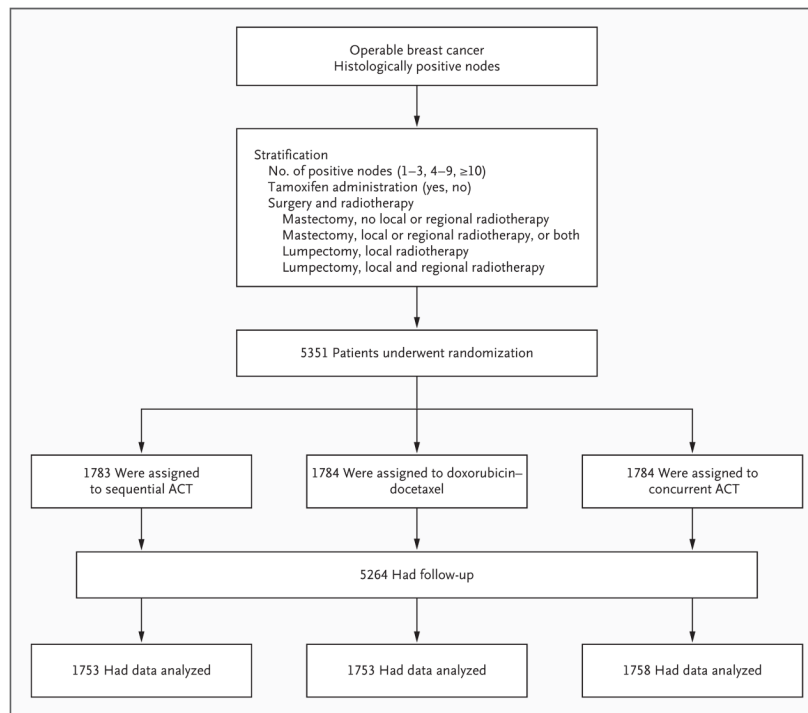 Operable breast cancer
Histologically positive nodes
Stratification
No. of positive nodes (1–3, 4–9, ≥10)
Tamoxifen administration (yes, no)
Surgery and radiotherapy
Mastectomy, no local or regional radiotherapy
Mastectomy, local or regional radiotherapy, or both
Lumpectomy, local radiotherapy
Lumpectomy, local and regional radiotherapy
5351 Patients underwent randomization
1783 Were assigned
to sequential ACT
1784 Were assigned to doxorubicin–
docetaxel
1784 Were assigned to
concurrent ACT
5264 Had follow-up
1753 Had data analyzed
1753 Had data analyzed
1758 Had data analyzed